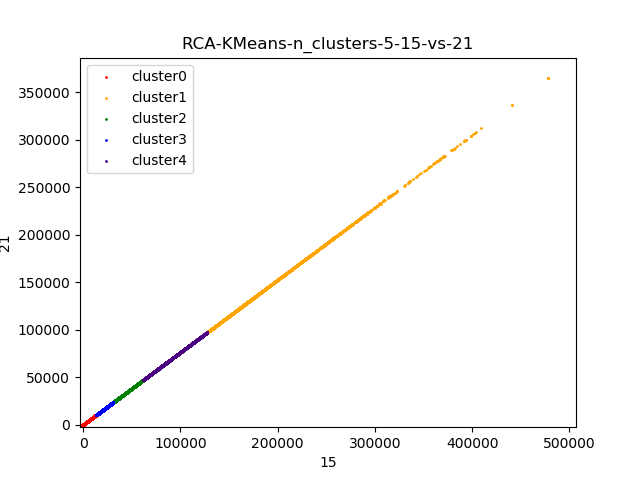 RCA-KMeans-n_clusters-5-15-vs-21
cluster0
cluster1
cluster2
cluster3
cluster4
350000
300000
250000
200000
150000
100000
50000
0
21
0 100000 200000 300000 400000 500000
15